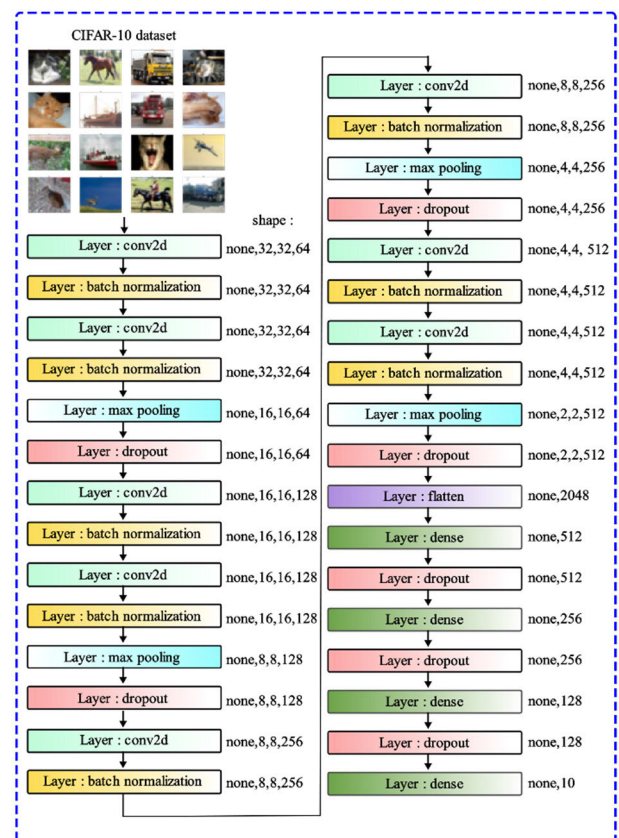 CIFAR-10 dataset
shape :
Layer : conv2d none,32,32,64
Layer : batch normalization none,32,32,64
Layer : conv2d none,32,32,64
Layer : batch normalization none,32,32,64
Layer : max pooling none,16,16,64
Layer : dropout none,16,16,64
Layer : conv2d none,16,16,128
Layer : batch normalization none,16,16,128
Layer : conv2d none,16,16,128
Layer : batch normalization none,16,16,128
Layer : max pooling none,8,8,128
Layer : dropout none,8,8,128
Layer : conv2d none,8,8,256
Layer : batch normalization none,8,8,256
Layer : conv2d none,8,8,256
Layer : batch normalization none,8,8,256
Layer : max pooling none,4,4,256
Layer : dropout none,4,4,256
Layer : conv2d none,4,4, 512
Layer : batch normalization none,4,4,512
Layer : conv2d none,4,4,512
Layer : batch normalization none,4,4,512
Layer : max pooling none,2,2,512
Layer : dropout none,2,2,512
Layer : flatten none,2048
Layer : dense none,512
Layer : dropout none,512
Layer : dense none,256
Layer : dropout none,256
Layer : dense none,128
Layer : dropout none,128
Layer : dense none,10